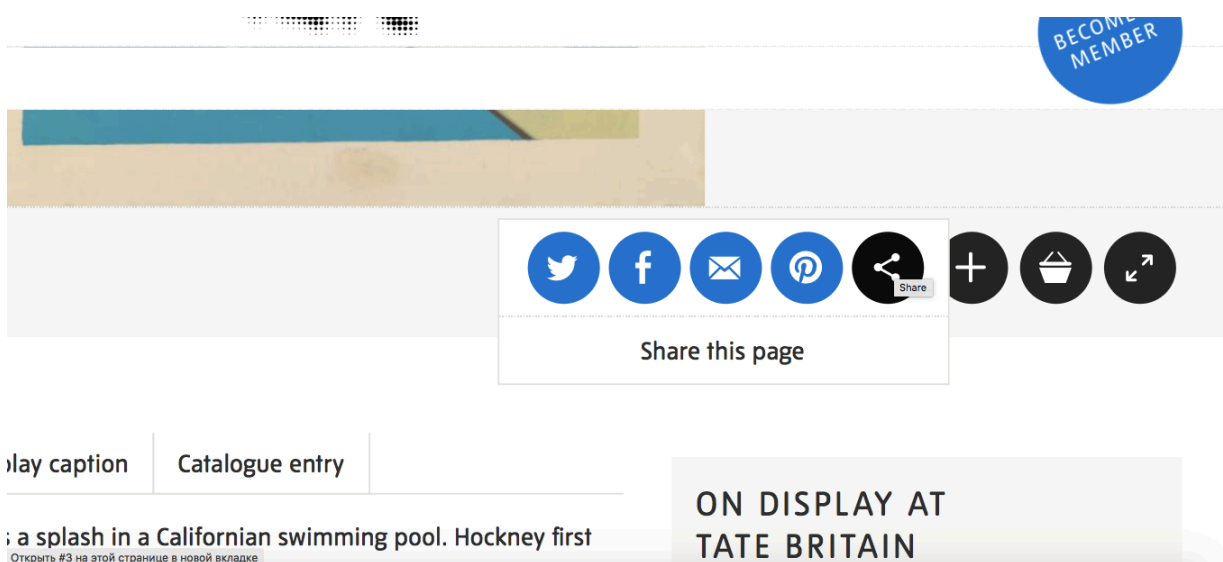 BECOME
MEMBER
Share
Share this page
play caption
Catalogue entry
s a splash in a Californian swimming pool. Hockney first
ON DISPLAY AT
TATE BRITAIN
Открыть #3 на этой странице в новой вкладке